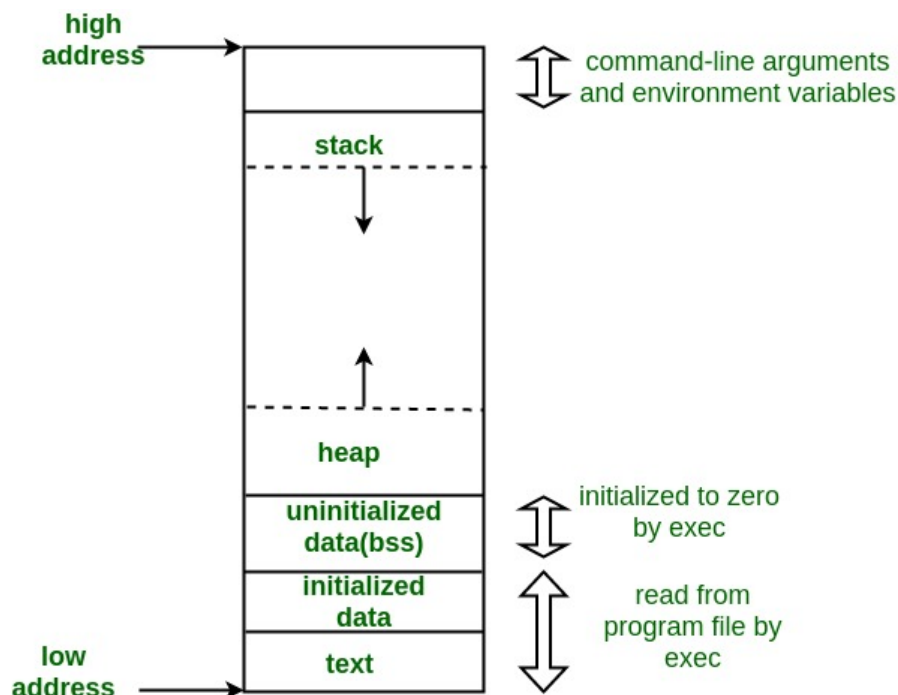 high
address
command-line arguments
and environment variables
stack
heap
uninitialized
data(bss)
initialized to zero
by exec
initialized
data
read from
program file by
exec
text
low
address